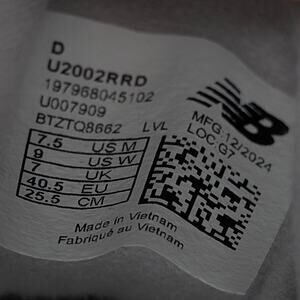 D
U2002RRD
197968045102
U007909
BTZTQ8662 LVL
MFG:12/2024
LOC:G7
7.5 US M
9 US W
7 UK
40.5 EU
25.5 CM
Made in Vietnam
Fabriqué au Vietnam